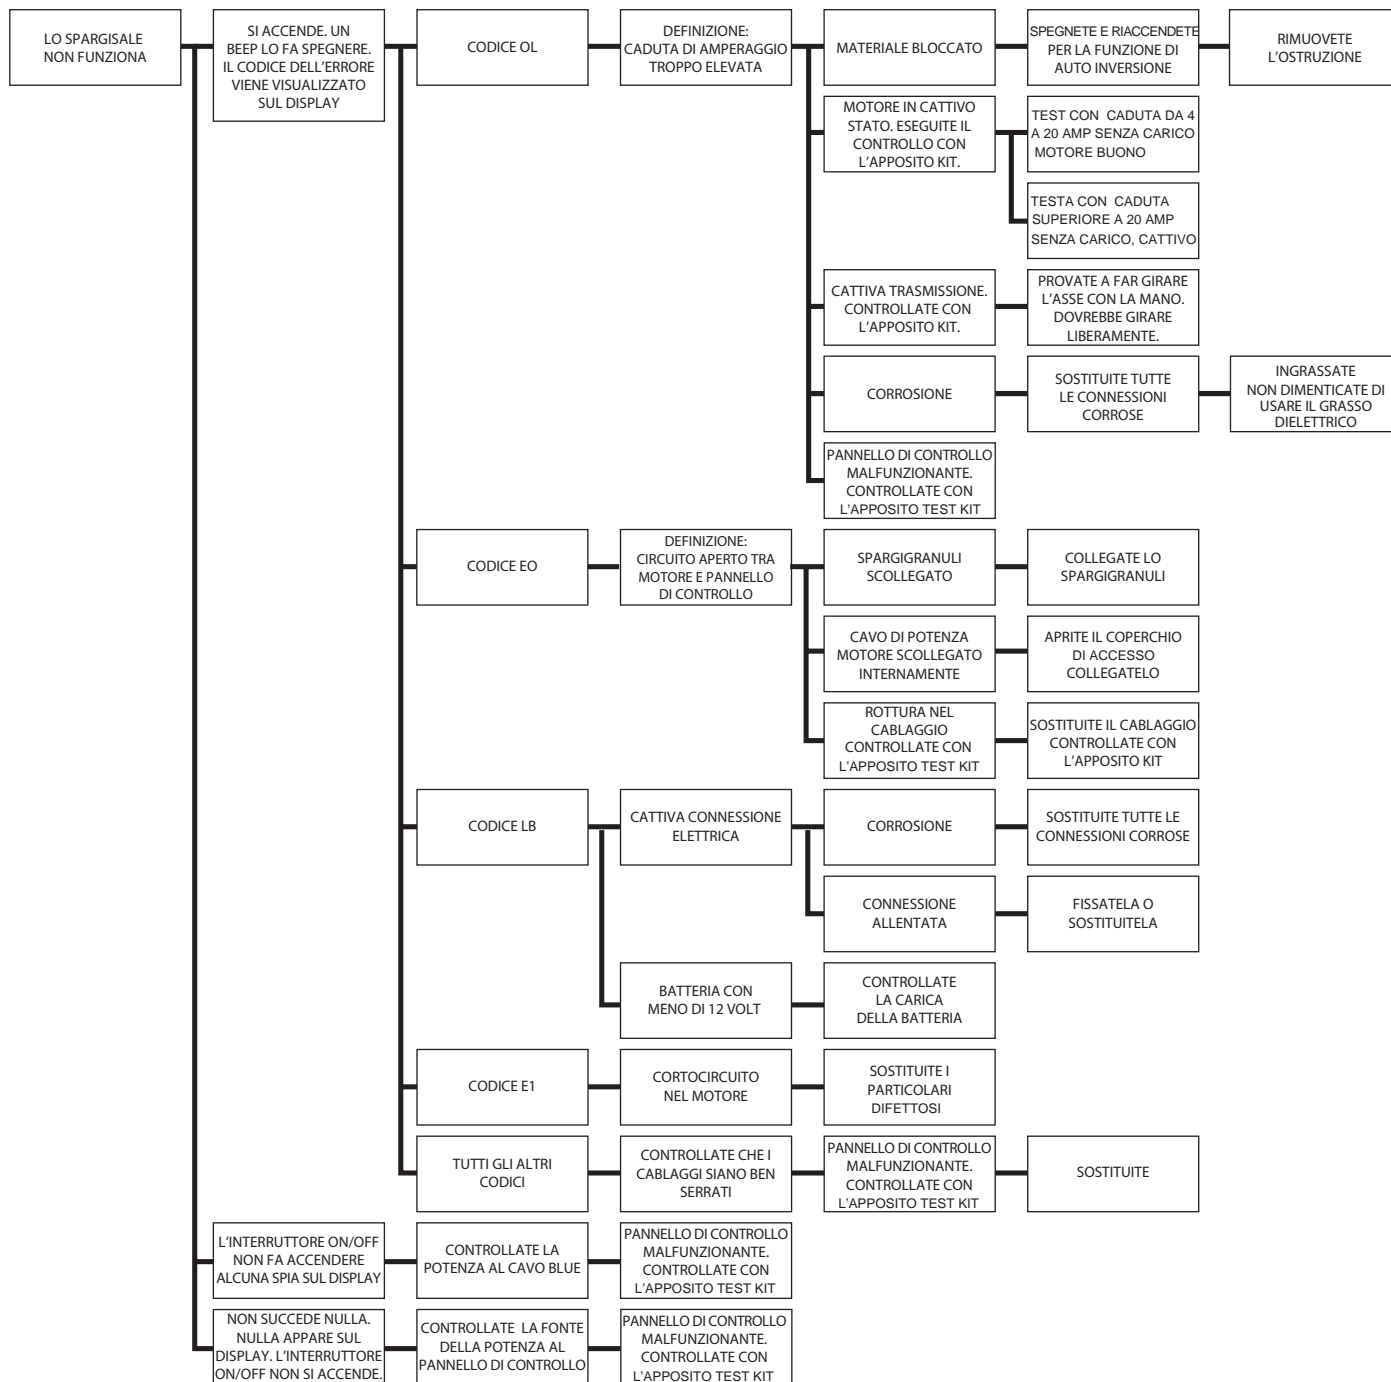 LO SPARGISALE
NON FUNZIONA
SI ACCENDE. UN
BEEP LO FA SPEGNERE.
IL CODICE DELL'ERRORE
VIENE VISUALIZZATO
SUL DISPLAY
CODICE OL
DEFINIZIONE:
CADUTA DI AMPERAGGIO
TROPPO ELEVATA
MATERIALE BLOCCATO
SPEGNETE E RIACCENDETE
PER LA FUNZIONE DI
AUTO INVERSIONE
RIMUOVETE
L'OSTRUZIONE
MOTORE IN CATTIVO
STATO. ESEGUITE IL
CONTROLLO CON
L'APPOSITO KIT.
TEST CON CADUTA DA 4
A 20 AMP SENZA CARICO
MOTORE BUONO
TESTA CON CADUTA
SUPERIORE A 20 AMP
SENZA CARICO, CATTIVO
CATTIVA TRASMISSIONE.
CONTROLLATE CON
L'APPOSITO KIT.
PROVATE A FAR GIRARE
L'ASSE CON LA MANO.
DOVREBBE GIRARE
LIBERAMENTE.
CORROSIONE
SOSTITUITE TUTTE
LE CONNESSIONI
CORROSE
INGRASSATE
NON DIMENTICATE DI
USARE IL GRASSO
DIELETTRICO
PANNELLO DI CONTROLLO
MALFUNZIONANTE.
CONTROLLATE CON
L'APPOSITO TEST KIT
CODICE EO
DEFINIZIONE:
CIRCUITO APERTO TRA
MOTORE E PANNELLO
DI CONTROLLO
SPARGIGRANULI
SCOLLEGATO
COLLEGATE LO
SPARGIGRANULI
CAVO DI POTENZA
MOTORE SCOLLEGATO
INTERNAMENTE
APRITE IL COPERCHIO
DI ACCESSO
COLLEGATELO
ROTTURA NEL
CABLAGGIO
CONTROLLATE CON
L'APPOSITO TEST KIT
SOSTITUITE IL CABLAGGIO
CONTROLLATE CON
L'APPOSITO KIT
CODICE LB
CATTIVA CONNESSIONE
ELETTRICA
CORROSIONE
SOSTITUITE TUTTE LE
CONNESSIONI CORROSE
CONNESSIONE
ALLENTATA
FISSATELA O
SOSTITUITELA
BATTERIA CON
MENO DI 12 VOLT
CONTROLLATE
LA CARICA
DELLA BATTERIA
CODICE E1
CORTOCIRCUITO
NEL MOTORE
SOSTITUITE I
PARTICOLARI
DIFETTOSI
TUTTI GLI ALTRI
CODICI
CONTROLLATE CHE I
CABLAGGI SIANO BEN
SERRATI
PANNELLO DI CONTROLLO
MALFUNZIONANTE.
CONTROLLATE CON
L'APPOSITO TEST KIT
SOSTITUITE
L'INTERRUTTORE ON/OFF
NON FA ACCENDERE
ALCUNA SPIA SUL DISPLAY
CONTROLLATE LA
POTENZA AL CAVO BLUE
PANNELLO DI CONTROLLO
MALFUNZIONANTE.
CONTROLLATE CON
L'APPOSITO TEST KIT
NON SUCCEDE NULLA.
NULLA APPARE SUL
DISPLAY. L'INTERRUTTORE
ON/OFF NON SI ACCENDE.
CONTROLLATE LA FONTE
DELLA POTENZA AL
PANNELLO DI CONTROLLO
PANNELLO DI CONTROLLO
MALFUNZIONANTE.
CONTROLLATE CON
L'APPOSITO TEST KIT